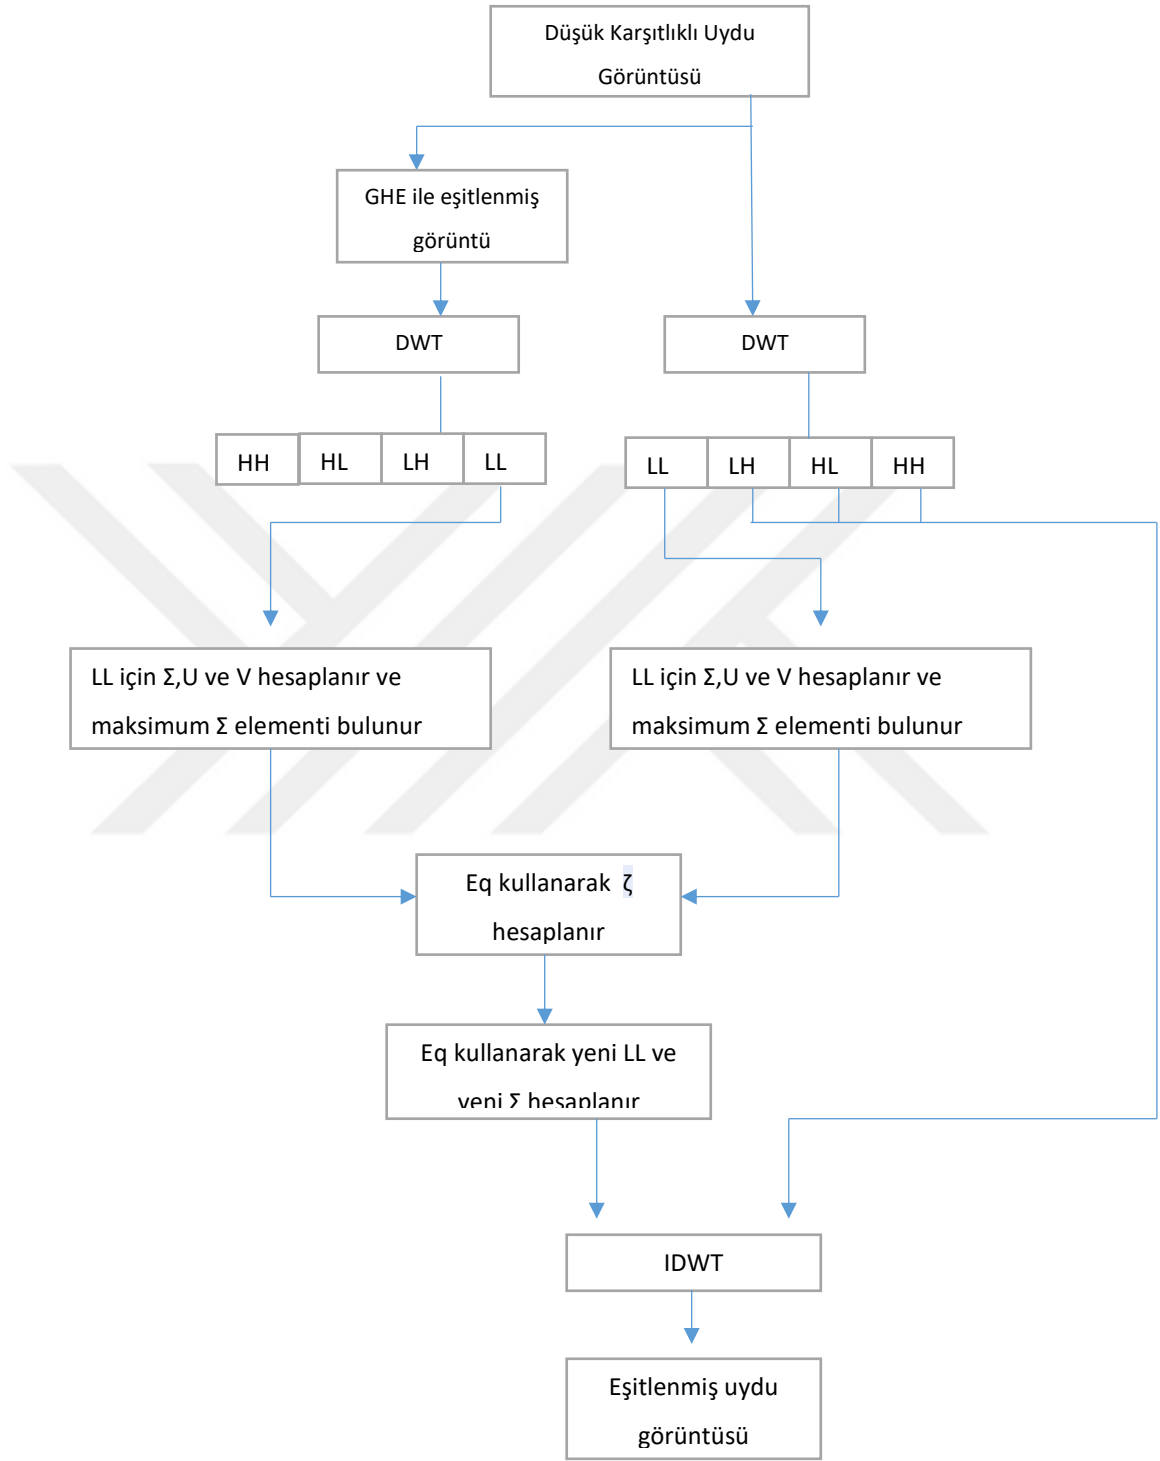 Düşük Karşıtlıklı Uydu
Görüntüsü
GHE ile eşitlenmiş
görüntü
DWT
DWT
HH HL LH LL
LL LH HL HH
LL için Σ,U ve V hesaplanır ve
maksimum Σ elementi bulunur
LL için Σ,U ve V hesaplanır ve
maksimum Σ elementi bulunur
Eq kullanarak ζ
hesaplanır
Eq kullanarak yeni LL ve
yeni Σ hesaplanır
IDWT
Eşitlenmiş uydu
görüntüsü